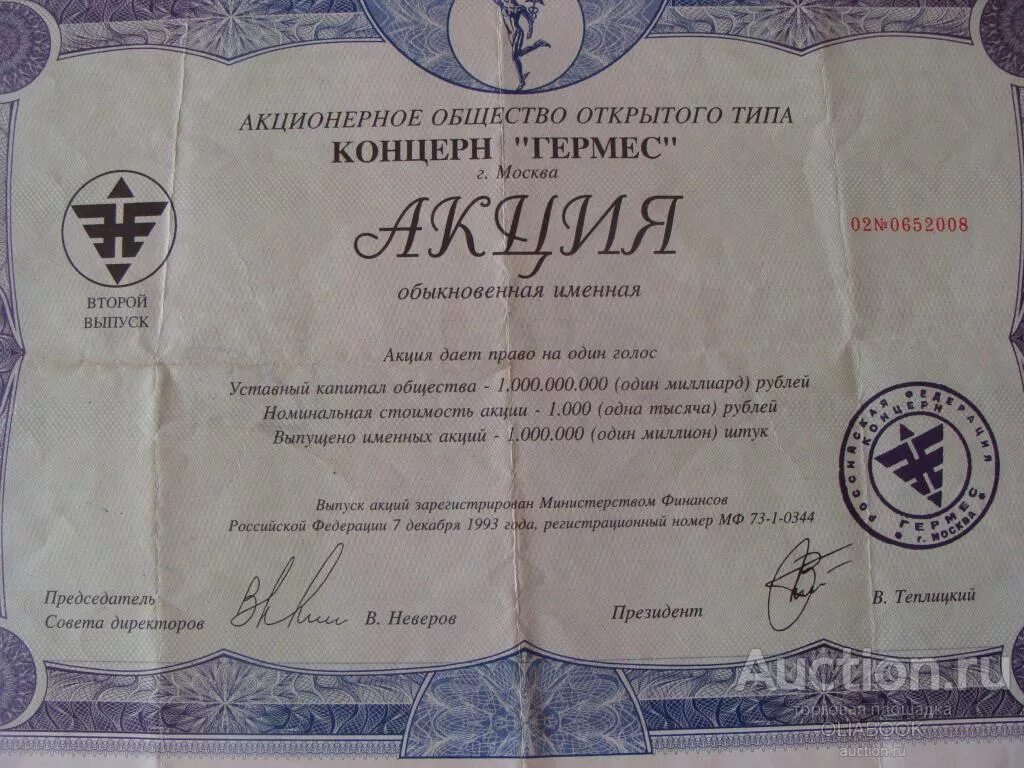 АКЦИОНЕРНОЕ ОБЩЕСТВО ОТКРЫТОГО ТИПА
КОНЦЕРН "ГЕРМЕС"
г. Москва
АКЦИЯ
02№0652008
обыкновенная именная
ВТОРОЙ
ВЫПУСК
Акция дает право на один голос
Уставный капитал общества - 1.000.000.000 (один миллиард) рублей
Номинальная стоимость акции - 1.000 (одна тысяча) рублей
Выпущено именных акций - 1.000.000 (один миллион) штук
РОССИЙСКАЯ ФЕДЕРАЦИЯ
КОНЦЕРН
ГЕРМЕС
г. МОСКВА
Выпуск акций зарегистрирован Министерством Финансов
Российской Федерации 7 декабря 1993 года, регистрационный номер МФ 73-1-0344
Председатель
Совета директоров
В. Неверов
Президент
В. Теплицкий
Auction.ru
торговая площадка
OLIABOOK
auction.ru